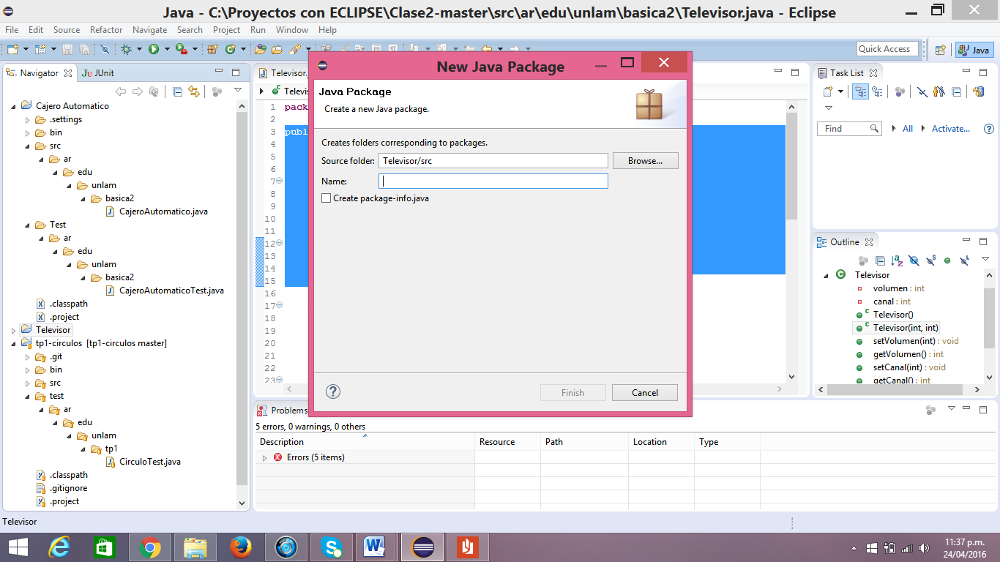 Java - C:\Proyectos con ECLIPSE\Clase2-master\src\ar\edu\unlam\basica2\Televisor.java - Eclipse
File Edit Source Refactor Navigate Search Project Run Window Help
Quick Access
Java
Navigator
JUnit
Cajero Automatico
.settings
bin
src
ar
edu
unlam
basica2
CajeroAutomatico.java
Test
ar
edu
unlam
basica2
CajeroAutomaticoTest.java
.classpath
.project
Televisor
tp1-circulos [tp1-circulos master]
.git
bin
src
test
ar
edu
unlam
tp1
CirculoTest.java
.classpath
.gitignore
.project
Televisor.
Televis
1 pack
2
3 publ
4
5
6
7
8
9
10
11
12
13
14
15
16
17
18
19
20
21
22
23
New Java Package
Java Package
Create a new Java package.
Creates folders corresponding to packages.
Source folder: Televisor/src Browse...
Name:
Create package-info.java
?
Finish Cancel
Task List
Find All Activate... ?
Outline
Televisor
volumen : int
canal : int
Televisor()
Televisor(int, int)
setVolumen(int) : void
getVolumen() : int
setCanal(int) : void
getCanal() : int
Problems
5 errors, 0 warnings, 0 others
Description Resource Path Location Type
Errors (5 items)
Televisor
11:37 p.m.
24/04/2016